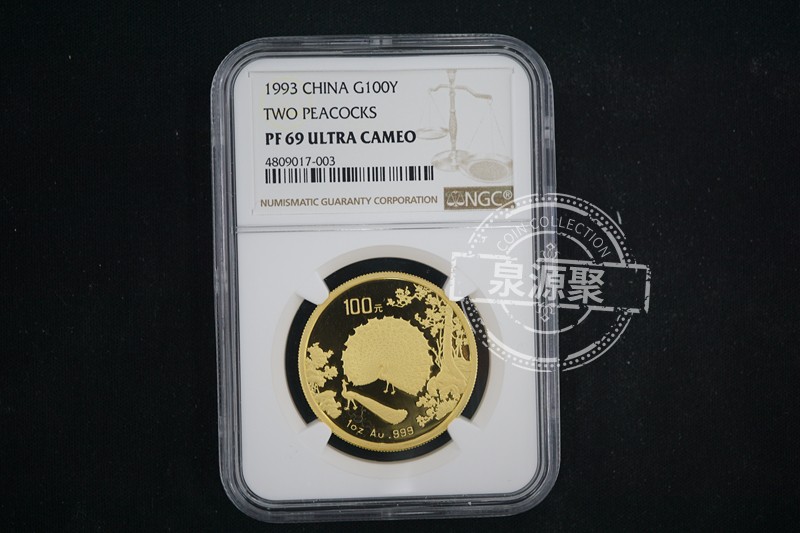 1993 CHINA G100Y
TWO PEACOCKS
PF 69 ULTRA CAMEO
4809017-003
NUMISMATIC GUARANTY CORPORATION
NGC®
COIN COLLECTION
泉源聚
100元
1oz Au .999